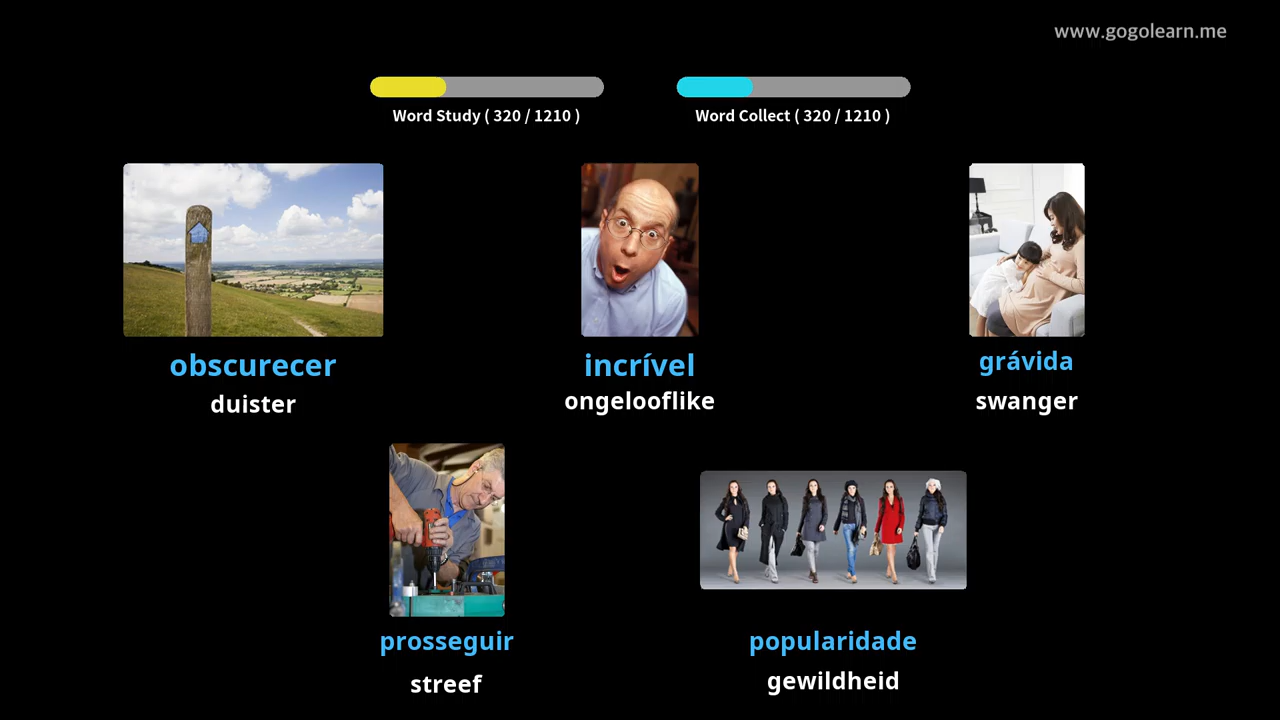 www.gogolearn.me
Word Study ( 320 / 1210 )
Word Collect ( 320 / 1210 )
obscurecer
duister
incrível
ongelooflike
grávida
swanger
prosseguir
streef
popularidade
gewildheid